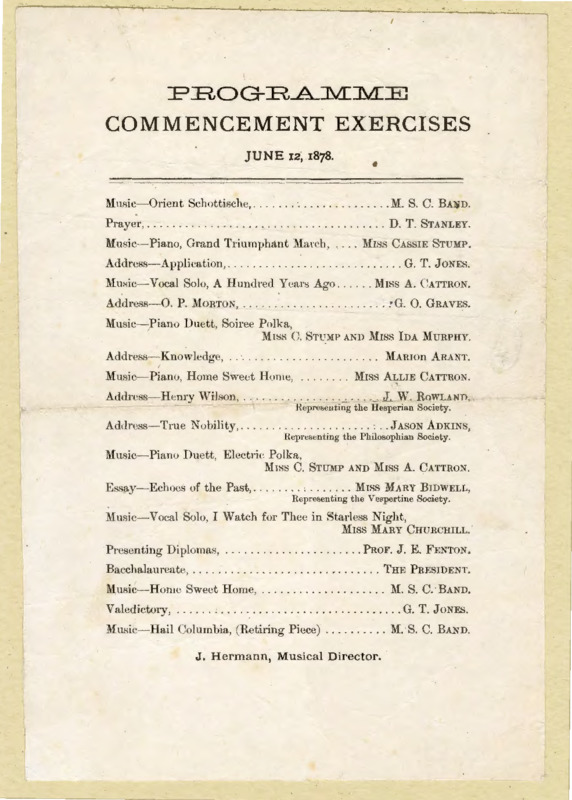 PROGRAMME
COMMENCEMENT EXERCISES
JUNE 12, 1878.
Music—Orient Schottische,......................M. S. C. BAND.
Prayer,.................................. D. T. STANLEY.
Music—Piano, Grand Triumphant March, .... MISS CASSIE STUMP.
Address—Application,.........................G. T. JONES.
Music—Vocal Solo, A Hundred Years Ago......MISS A. CATTRON.
Address—O. P. MORTON, .....................G. O. GRAVES.
Music—Piano Duett, Soiree Polka,
MISS C. STUMP AND MISS IDA MURPHY.
Address—Knowledge, ...................... MARION ARANT.
Music—Piano, Home Sweet Home, ........ MISS ALLIE CATTRON.
Address—Henry Wilson,.....................J. W. ROWLAND,
Representing the Hesperian Society.
Address—True Nobility,......................JASON ADKINS,
Representing the Philosophian Society.
Music—Piano Duett, Electric Polka,
MISS C. STUMP AND MISS A. CATTRON.
Essay—Echoes of the Past,............... MISS MARY BIDWELL,
Representing the Vespertine Society.
Music—Vocal Solo, I Watch for Thee in Starless Night,
MISS MARY CHURCHILL.
Presenting Diplomas, ....................PROF. J. E. FENTON.
Bacchalaureate, ............................ THE PRESIDENT.
Music—Home Sweet Home, .................. M. S. C. BAND.
Valedictory, .................................G. T. JONES.
Music—Hail Columbia, (Retiring Piece) .......... M. S. C. BAND.
J. Hermann, Musical Director.